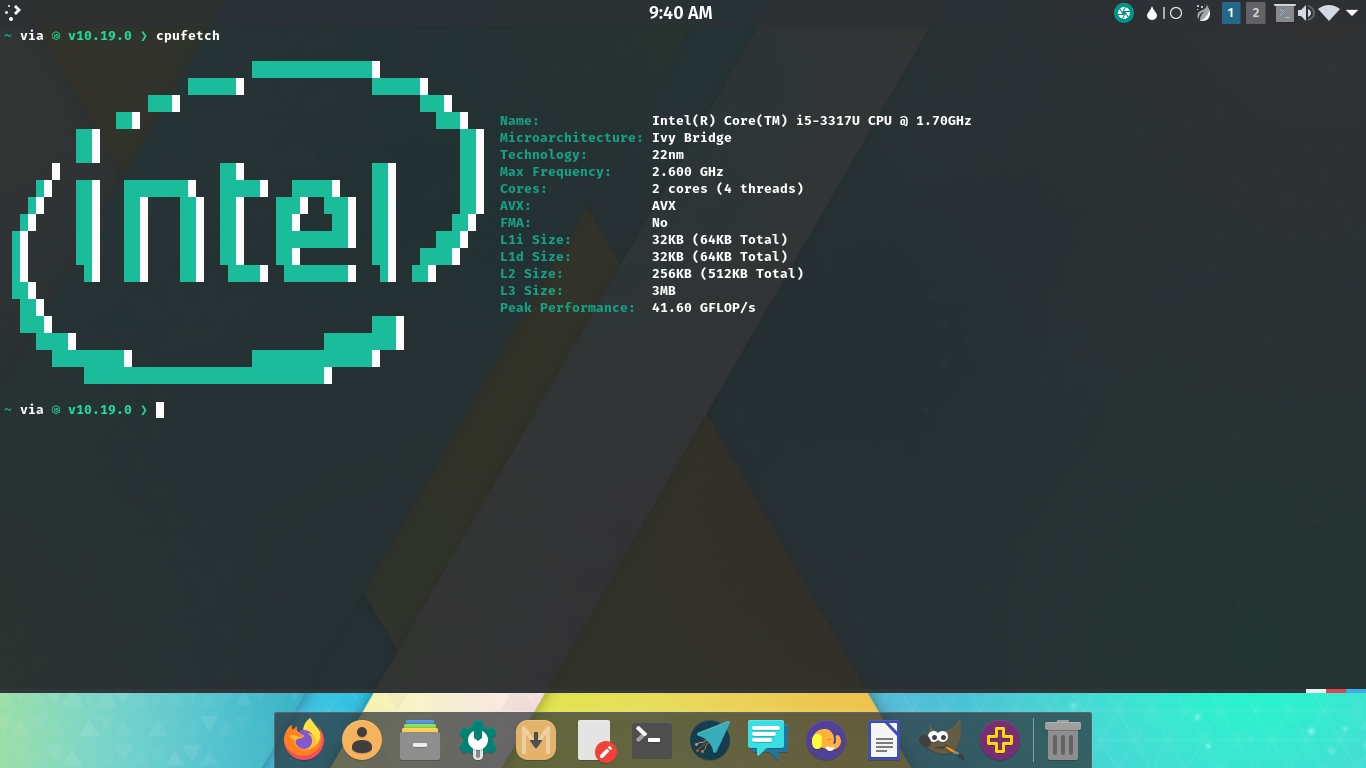 9:40 AM
1 2
~ via ⬢ v10.19.0 ❯ cpufetch
intel
Name: Intel(R) Core(TM) i5-3317U CPU @ 1.70GHz
Microarchitecture: Ivy Bridge
Technology: 22nm
Max Frequency: 2.600 GHz
Cores: 2 cores (4 threads)
AVX: AVX
FMA: No
L1i Size: 32KB (64KB Total)
L1d Size: 32KB (64KB Total)
L2 Size: 256KB (512KB Total)
L3 Size: 3MB
Peak Performance: 41.60 GFLOP/s
~ via ⬢ v10.19.0 ❯